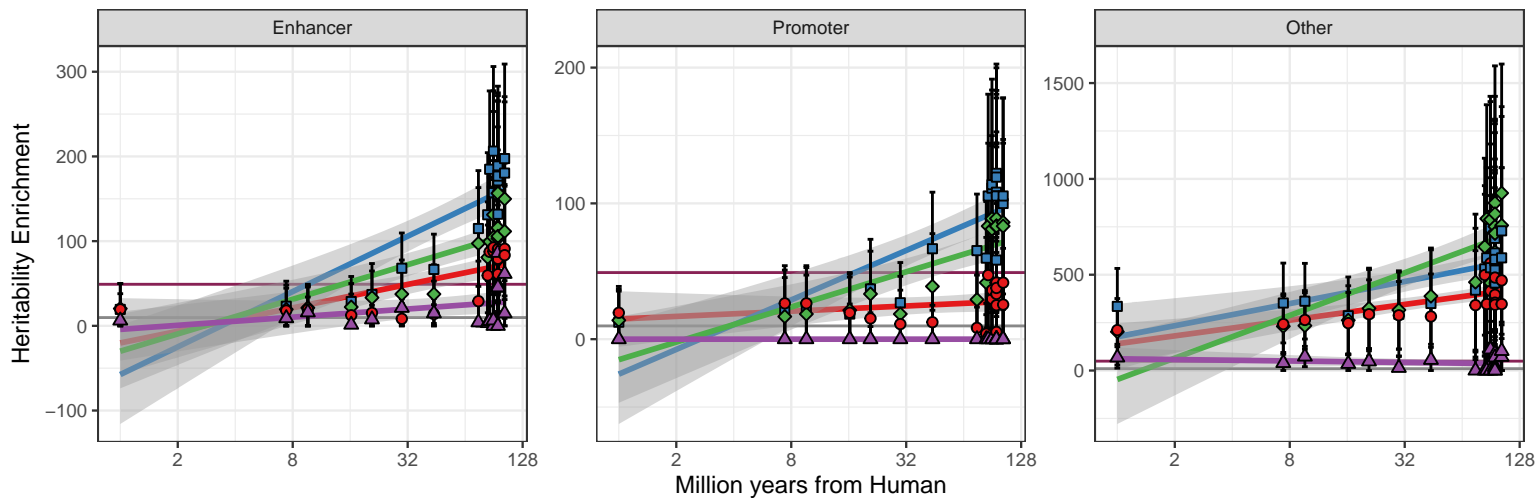 Enhancer
Promoter
Other
Heritability Enrichment
300
200
100
0
−100
200
100
0
1500
1000
500
0
2 8 32 128
2 8 32 128
2 8 32 128
Million years from Human